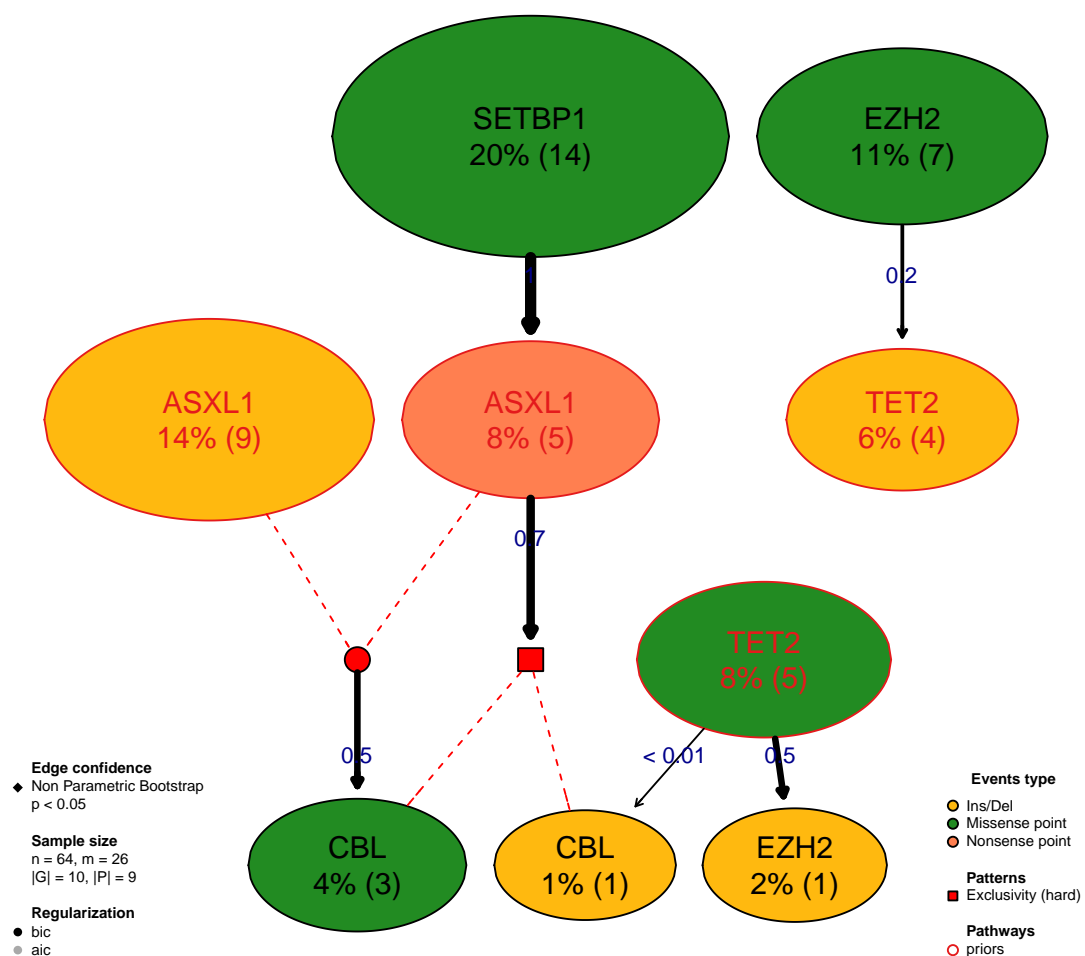 SETBP1
20% (14)
EZH2
11% (7)
1
0.2
ASXL1
14% (9)
ASXL1
8% (5)
TET2
6% (4)
0.7
TET2
8% (5)
0.5
< 0.01
0.5
CBL
4% (3)
CBL
1% (1)
EZH2
2% (1)
Edge confidence
Non Parametric Bootstrap
p < 0.05
Sample size
n = 64, m = 26
|G| = 10, |P| = 9
Regularization
bic
aic
Events type
Ins/Del
Missense point
Nonsense point
Patterns
Exclusivity (hard)
Pathways
priors